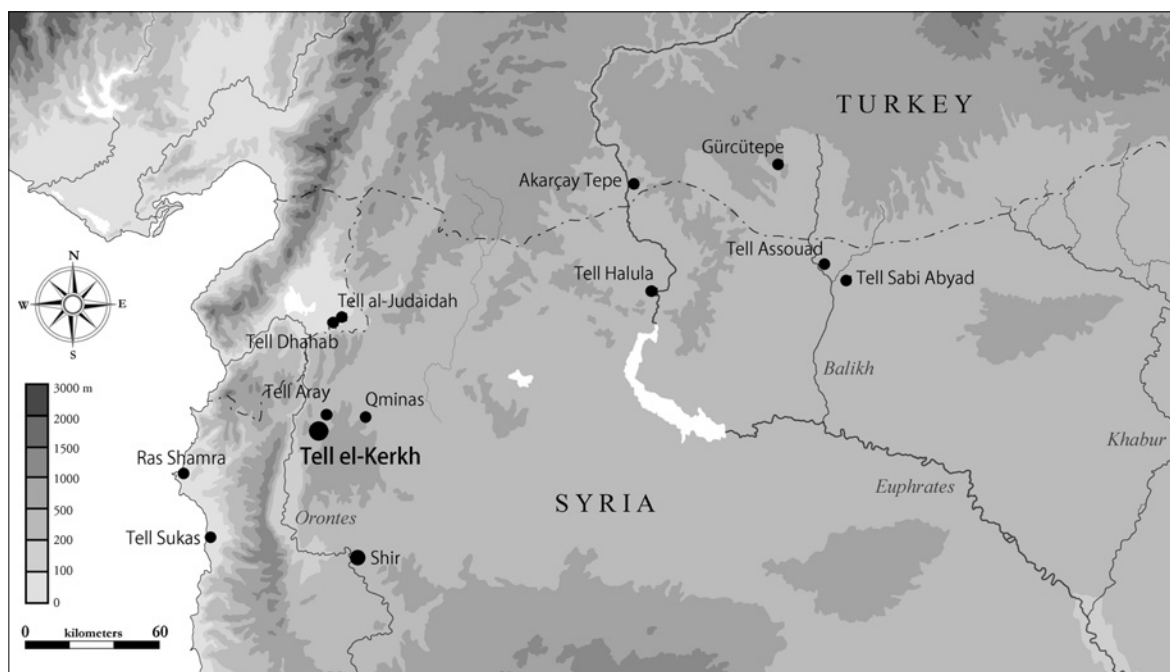 TURKEY
Gürcütepe
Akarçay Tepe
N
W
E
S
Tell Assouad
Tell Halula
Tell Sabi Abyad
Tell al-Judaidah
Tell Dhahab
Balikh
3000 m
2000
1500
1000
500
200
100
0
Tell Aray
Qminas
Tell el-Kerkh
Khabur
Ras Shamra
Euphrates
SYRIA
Orontes
Tell Sukas
Shir
0 kilometers 60